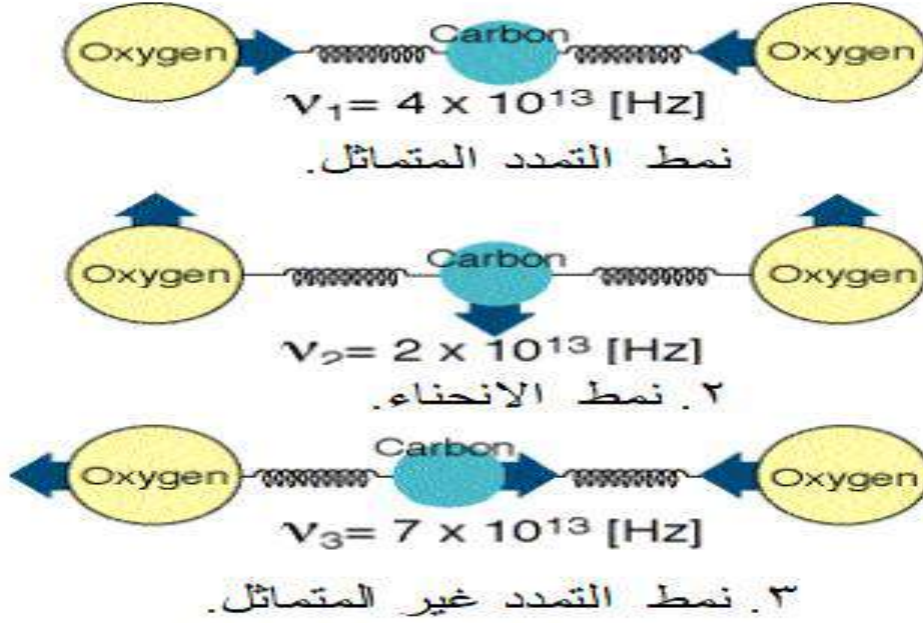 Oxygen Carbon Oxygen
ν₁= 4 x 10¹³ [Hz]
نمط التمدد المتماثل.
Oxygen Carbon Oxygen
ν₂= 2 x 10¹³ [Hz]
٢. نمط الانحناء.
Oxygen Carbon Oxygen
ν₃= 7 x 10¹³ [Hz]
٣. نمط التمدد غير المتماثل.